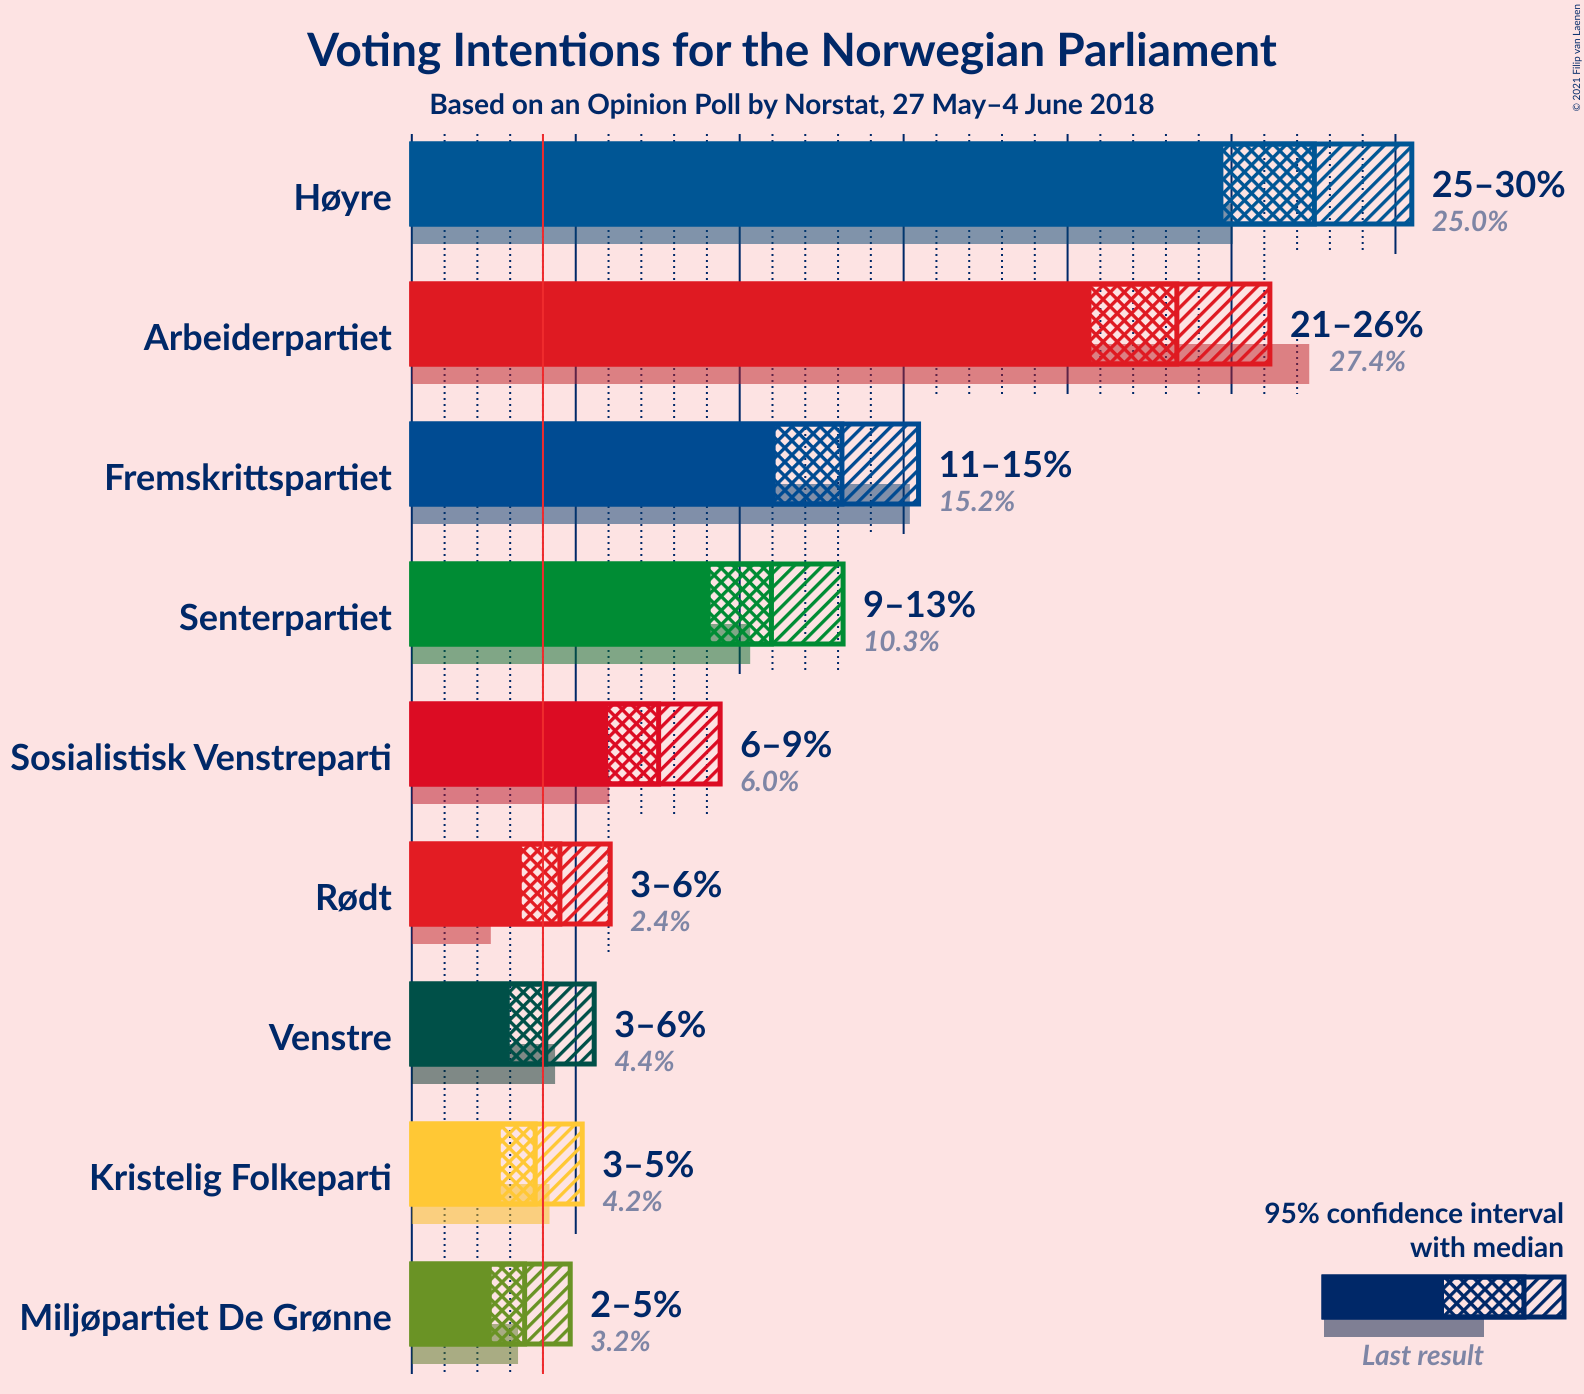 Voting Intentions for the Norwegian Parliament
Based on an Opinion Poll by Norstat, 27 May–4 June 2018
© 2021 Filip van Laenen
Høyre
25–30%
25.0%
Arbeiderpartiet
21–26%
27.4%
Fremskrittspartiet
11–15%
15.2%
Senterpartiet
9–13%
10.3%
Sosialistisk Venstreparti
6–9%
6.0%
Rødt
3–6%
2.4%
Venstre
3–6%
4.4%
Kristelig Folkeparti
3–5%
4.2%
Miljøpartiet De Grønne
2–5%
3.2%
95% confidence interval
with median
Last result